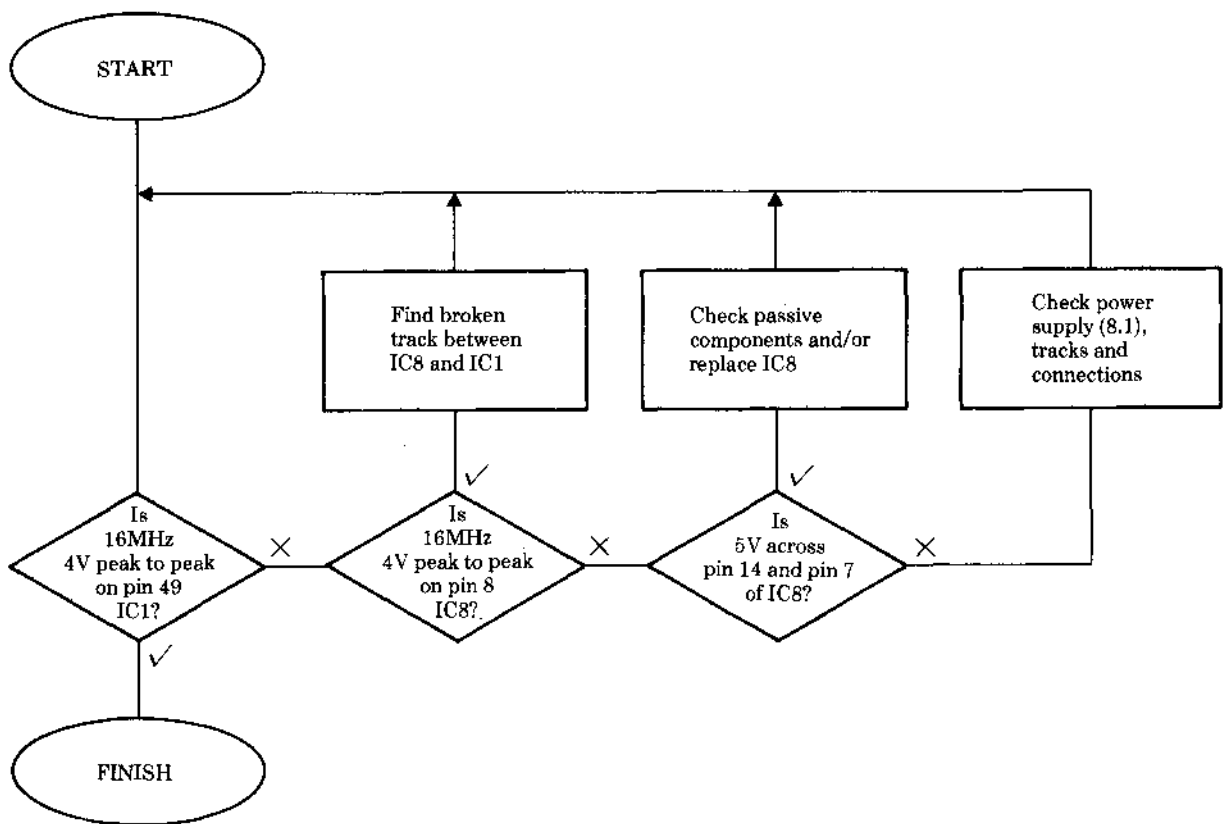 START
Find broken
track between
IC8 and IC1
Check passive
components and/or
replace IC8
Check power
supply (8.1),
tracks and
connections
Is
16MHz
4V peak to peak
on pin 49
IC1?
Is
16MHz
4V peak to peak
on pin 8
IC8?
Is
5V across
pin 14 and pin 7
of IC8?
FINISH